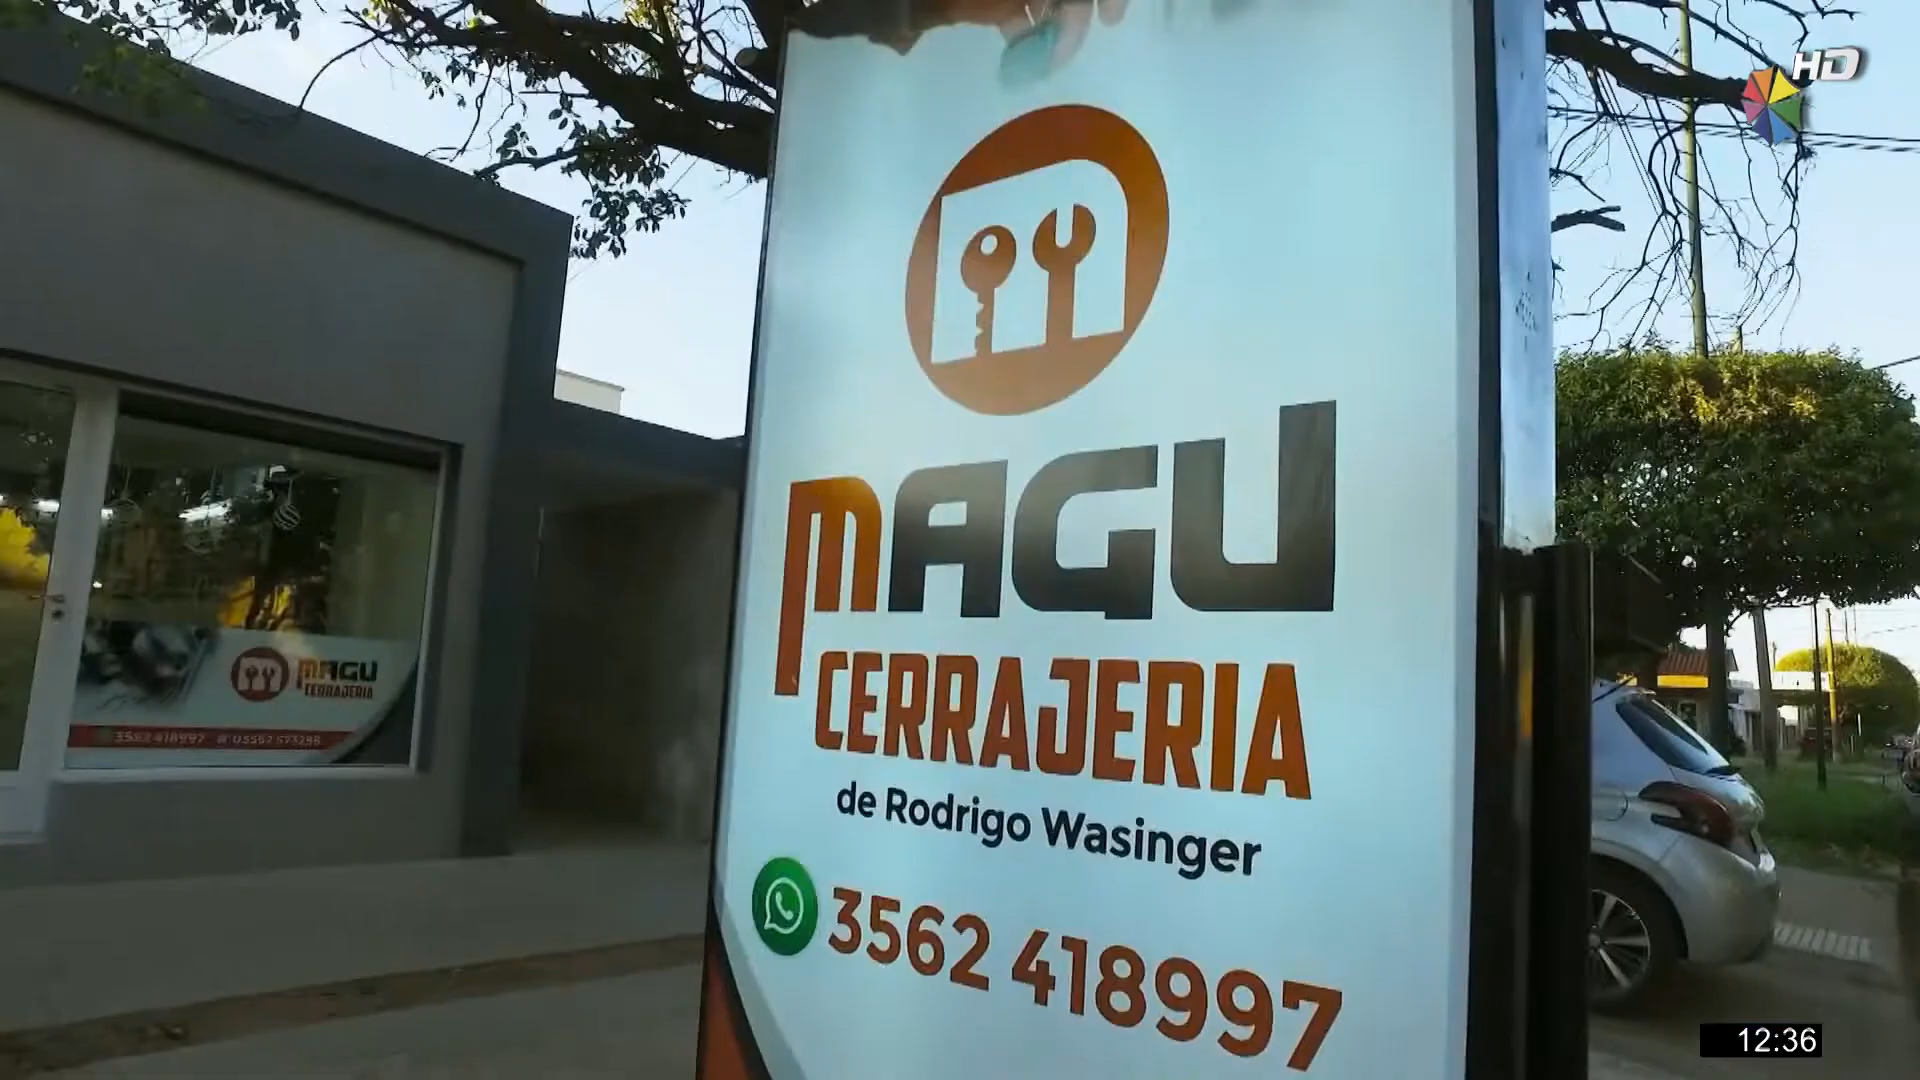 HD
MAGU
CERRAJERIA
de Rodrigo Wasinger
3562 418997
MAGU
CERRAJERIA
3562 418997
12:36